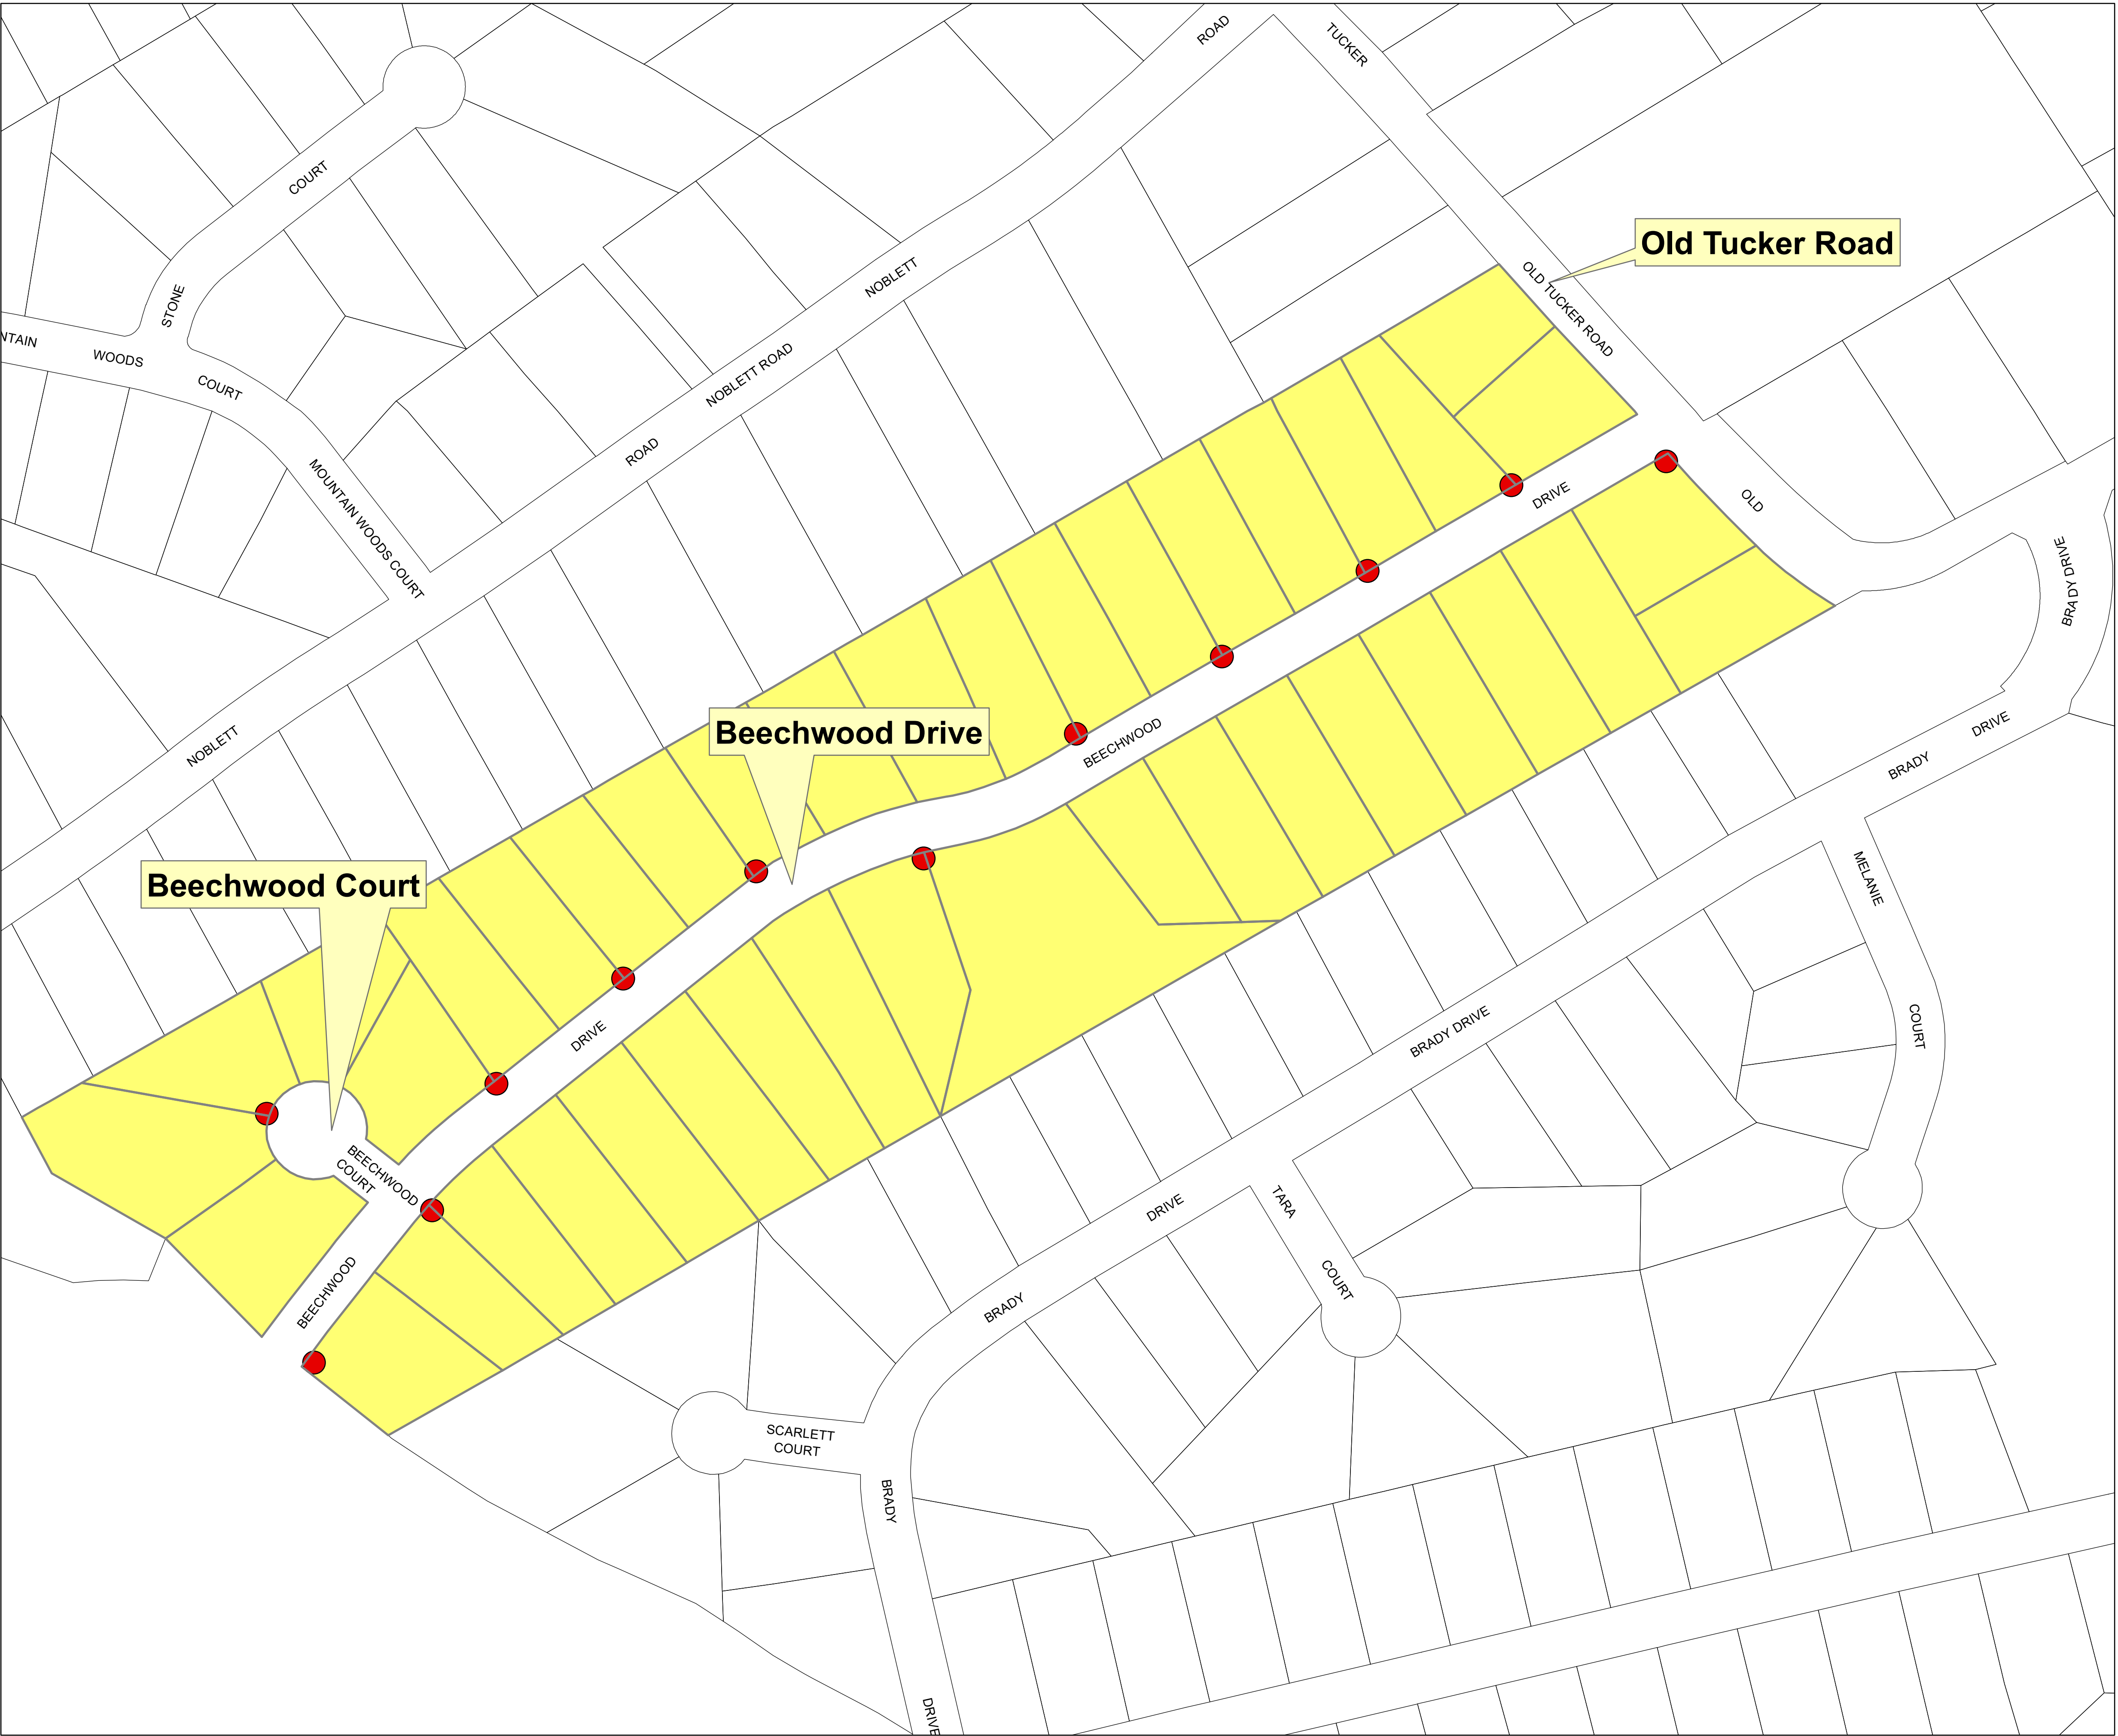 ROAD
TUCKER
COURT
Old Tucker Road
NOBLETT
STONE
OLD TUCKER ROAD
NTAIN
WOODS
COURT
NOBLETT ROAD
ROAD
DRIVE
OLD
MOUNTAIN WOODS COURT
BRADY DRIVE
Beechwood Drive
BEECHWOOD
NOBLETT
DRIVE
BRADY
Beechwood Court
MELANIE
COURT
BRADY DRIVE
DRIVE
BEECHWOOD
COURT
TARA
DRIVE
COURT
BEECHWOOD
BRADY
SCARLETT
COURT
BRADY
DRIVE